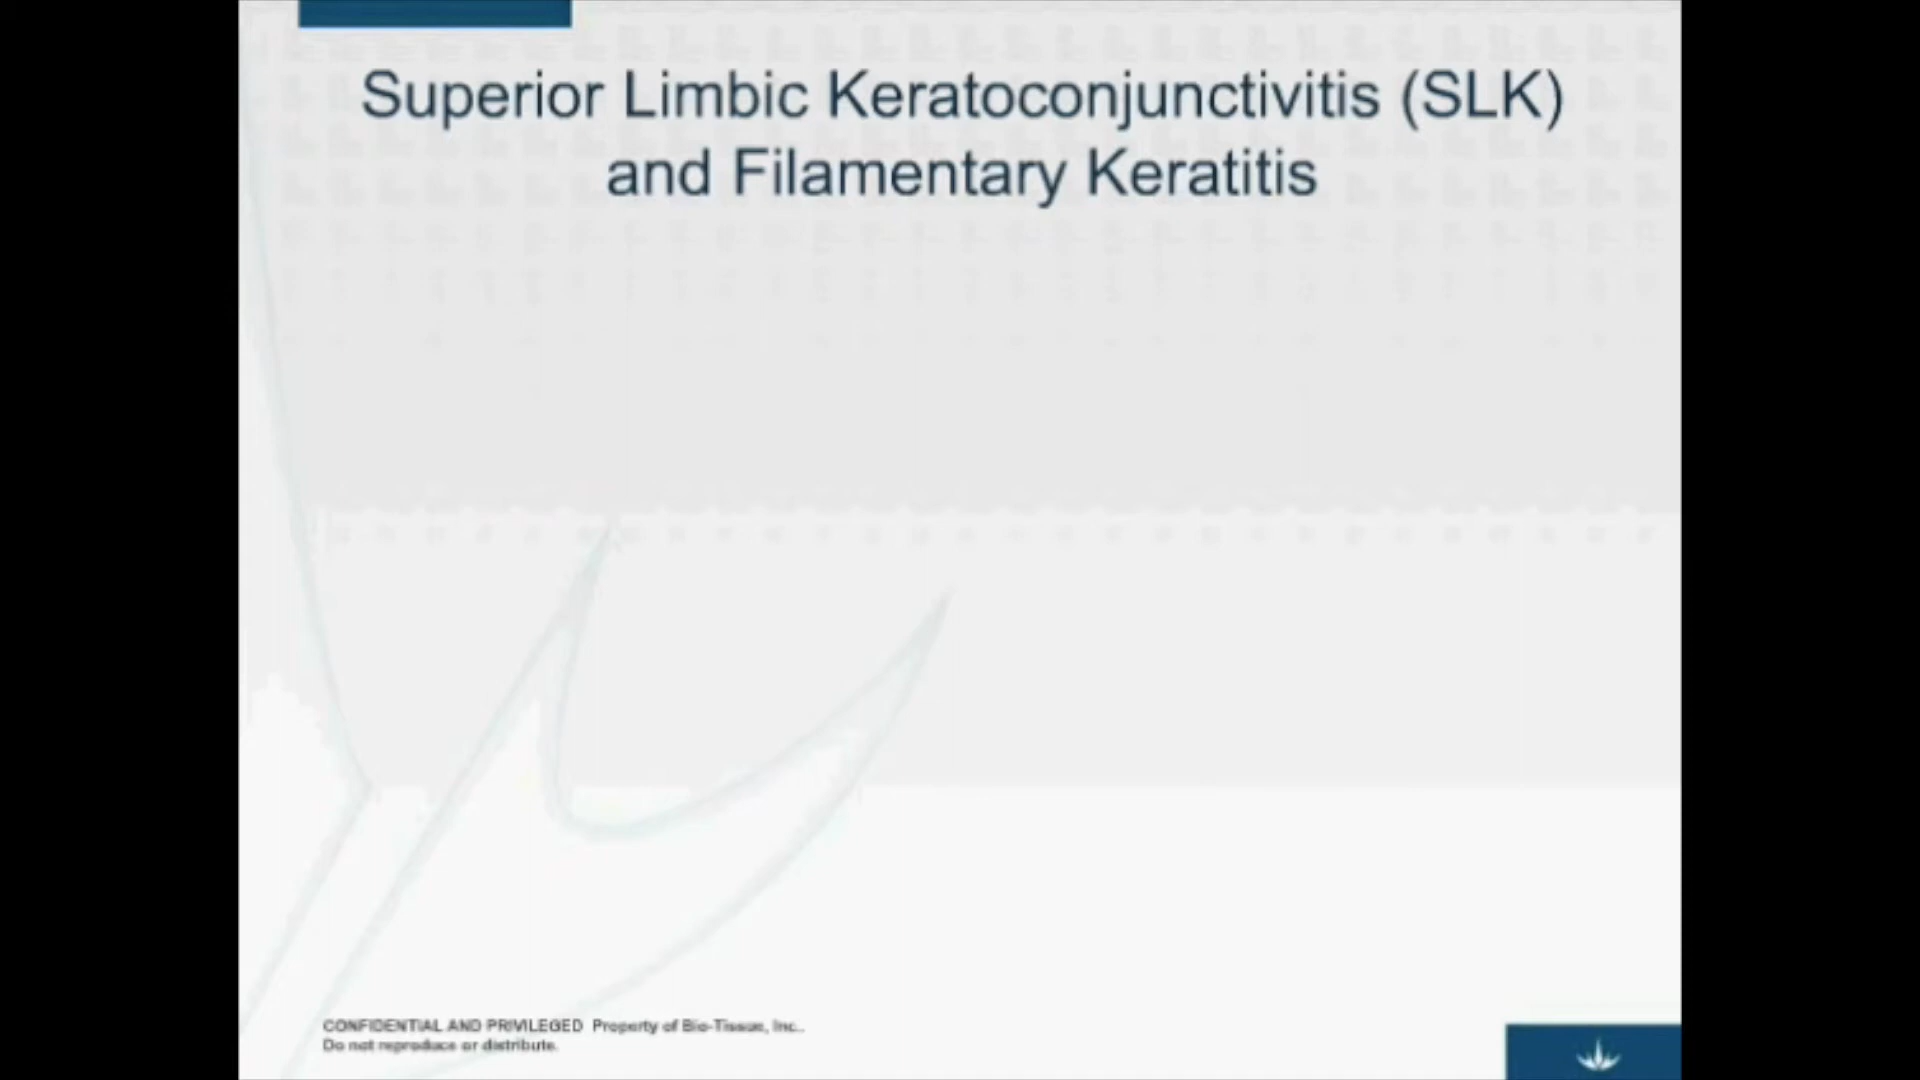 Superior Limbic Keratoconjunctivitis (SLK)
and Filamentary Keratitis
CONFIDENTIAL AND PRIVILEGED Property of Bio-Tissue, Inc..
Do not reproduce or distribute.